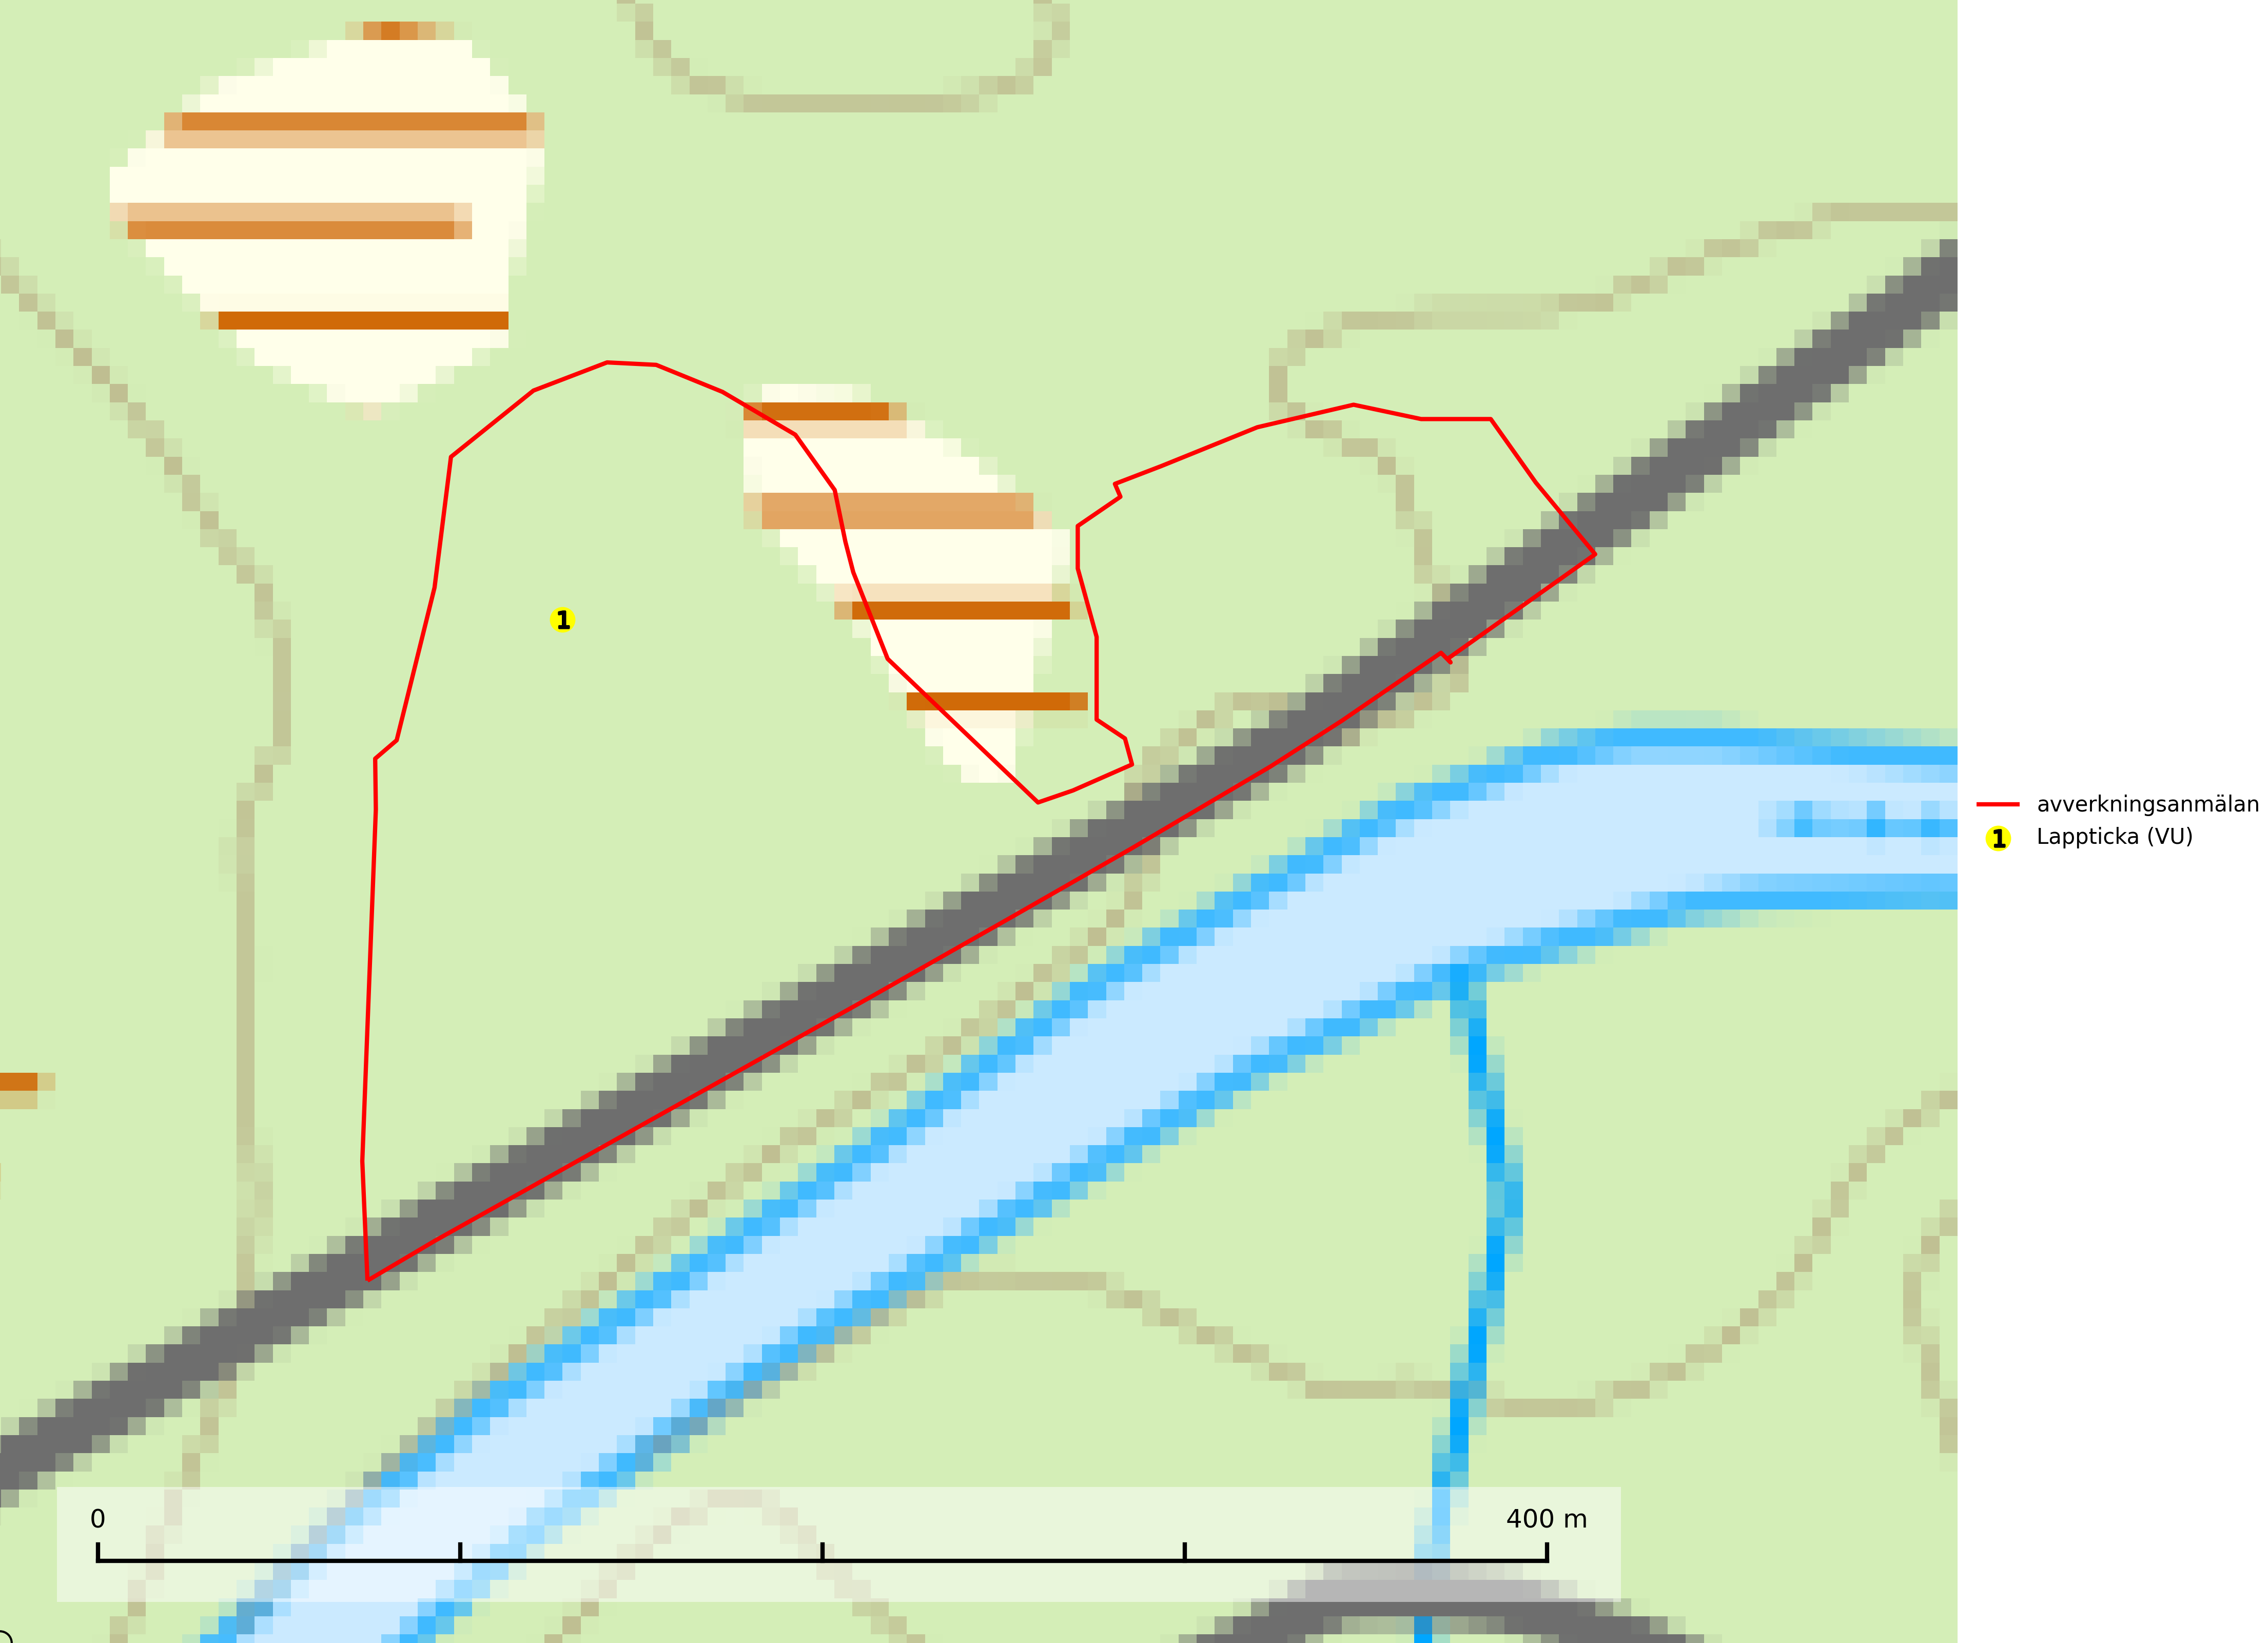 1
avverkningsanmälan
1 Lappticka (VU)
0 400 m